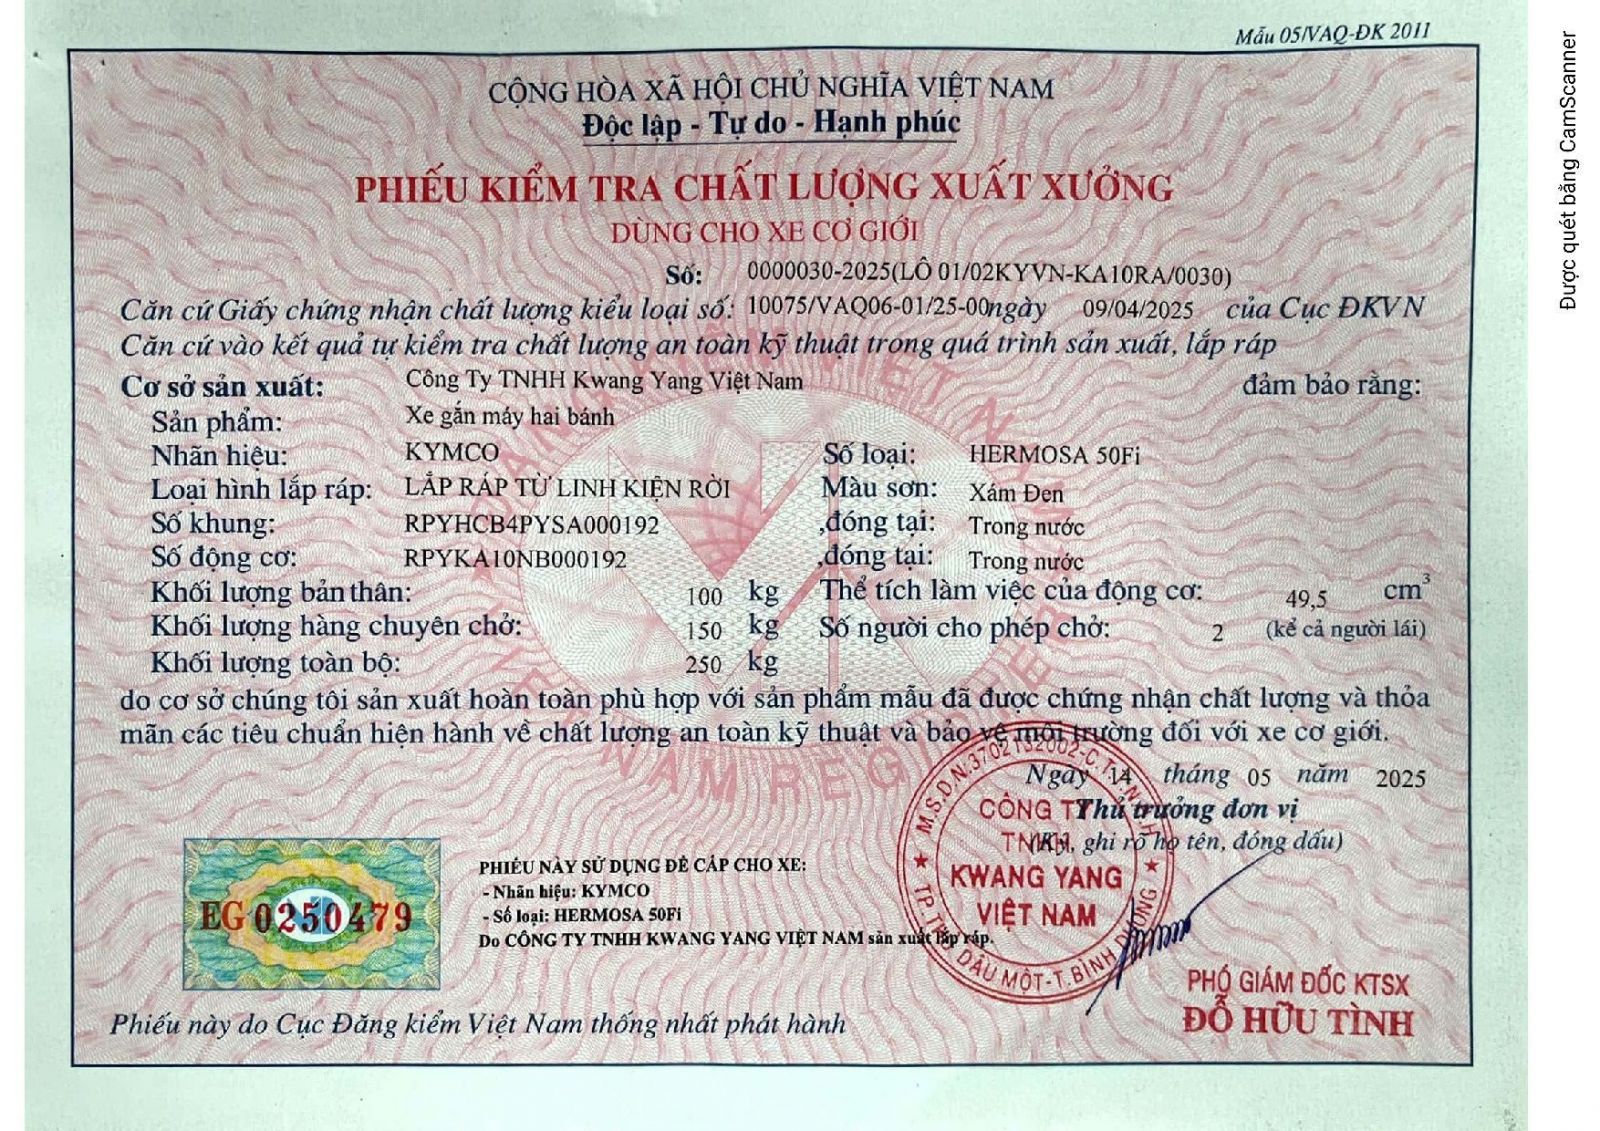 Mẫu 05/VAQ-ĐK 2011
CỘNG HÒA XÃ HỘI CHỦ NGHĨA VIỆT NAM
Độc lập - Tự do - Hạnh phúc
PHIẾU KIỂM TRA CHẤT LƯỢNG XUẤT XƯỞNG
DÙNG CHO XE CƠ GIỚI
Số: 0000030-2025(LÔ 01/02KYVN-KA10RA/0030)
Căn cứ Giấy chứng nhận chất lượng kiểu loại số: 10075/VAQ06-01/25-00 ngày 09/04/2025 của Cục ĐKVN
Căn cứ vào kết quả tự kiểm tra chất lượng an toàn kỹ thuật trong quá trình sản xuất, lắp ráp
Cơ sở sản xuất: Công Ty TNHH Kwang Yang Việt Nam đảm bảo rằng:
Sản phẩm: Xe gắn máy hai bánh
Nhãn hiệu: KYMCO Số loại: HERMOSA 50Fi
Loại hình lắp ráp: LẮP RÁP TỪ LINH KIỆN RỜI Màu sơn: Xám Đen
Số khung: RPYHCB4PYSA000192 ,đóng tại: Trong nước
Số động cơ: RPYKA10NB000192 ,đóng tại: Trong nước
Khối lượng bản thân: 100 kg Thể tích làm việc của động cơ: 49,5 cm³
Khối lượng hàng chuyên chở: 150 kg Số người cho phép chở: 2 (kể cả người lái)
Khối lượng toàn bộ: 250 kg
do cơ sở chúng tôi sản xuất hoàn toàn phù hợp với sản phẩm mẫu đã được chứng nhận chất lượng và thỏa
mãn các tiêu chuẩn hiện hành về chất lượng an toàn kỹ thuật và bảo vệ môi trường đối với xe cơ giới.
Ngày 14 tháng 05 năm 2025
Thủ trưởng đơn vị
(Ký, ghi rõ họ tên, đóng dấu)
M.S.D.N:3702132002-C.T.T.N.H.H
CÔNG TY
TNHH
KWANG YANG
VIỆT NAM
TP.THỦ DẦU MỘT-T.BÌNH DƯƠNG
PHIẾU NÀY SỬ DỤNG ĐỂ CẤP CHO XE:
- Nhãn hiệu: KYMCO
- Số loại: HERMOSA 50Fi
Do CÔNG TY TNHH KWANG YANG VIỆT NAM sản xuất lắp ráp.
EG 0250479
PHÓ GIÁM ĐỐC KTSX
ĐỖ HỮU TÌNH
Phiếu này do Cục Đăng kiểm Việt Nam thống nhất phát hành
Được quét bằng CamScanner